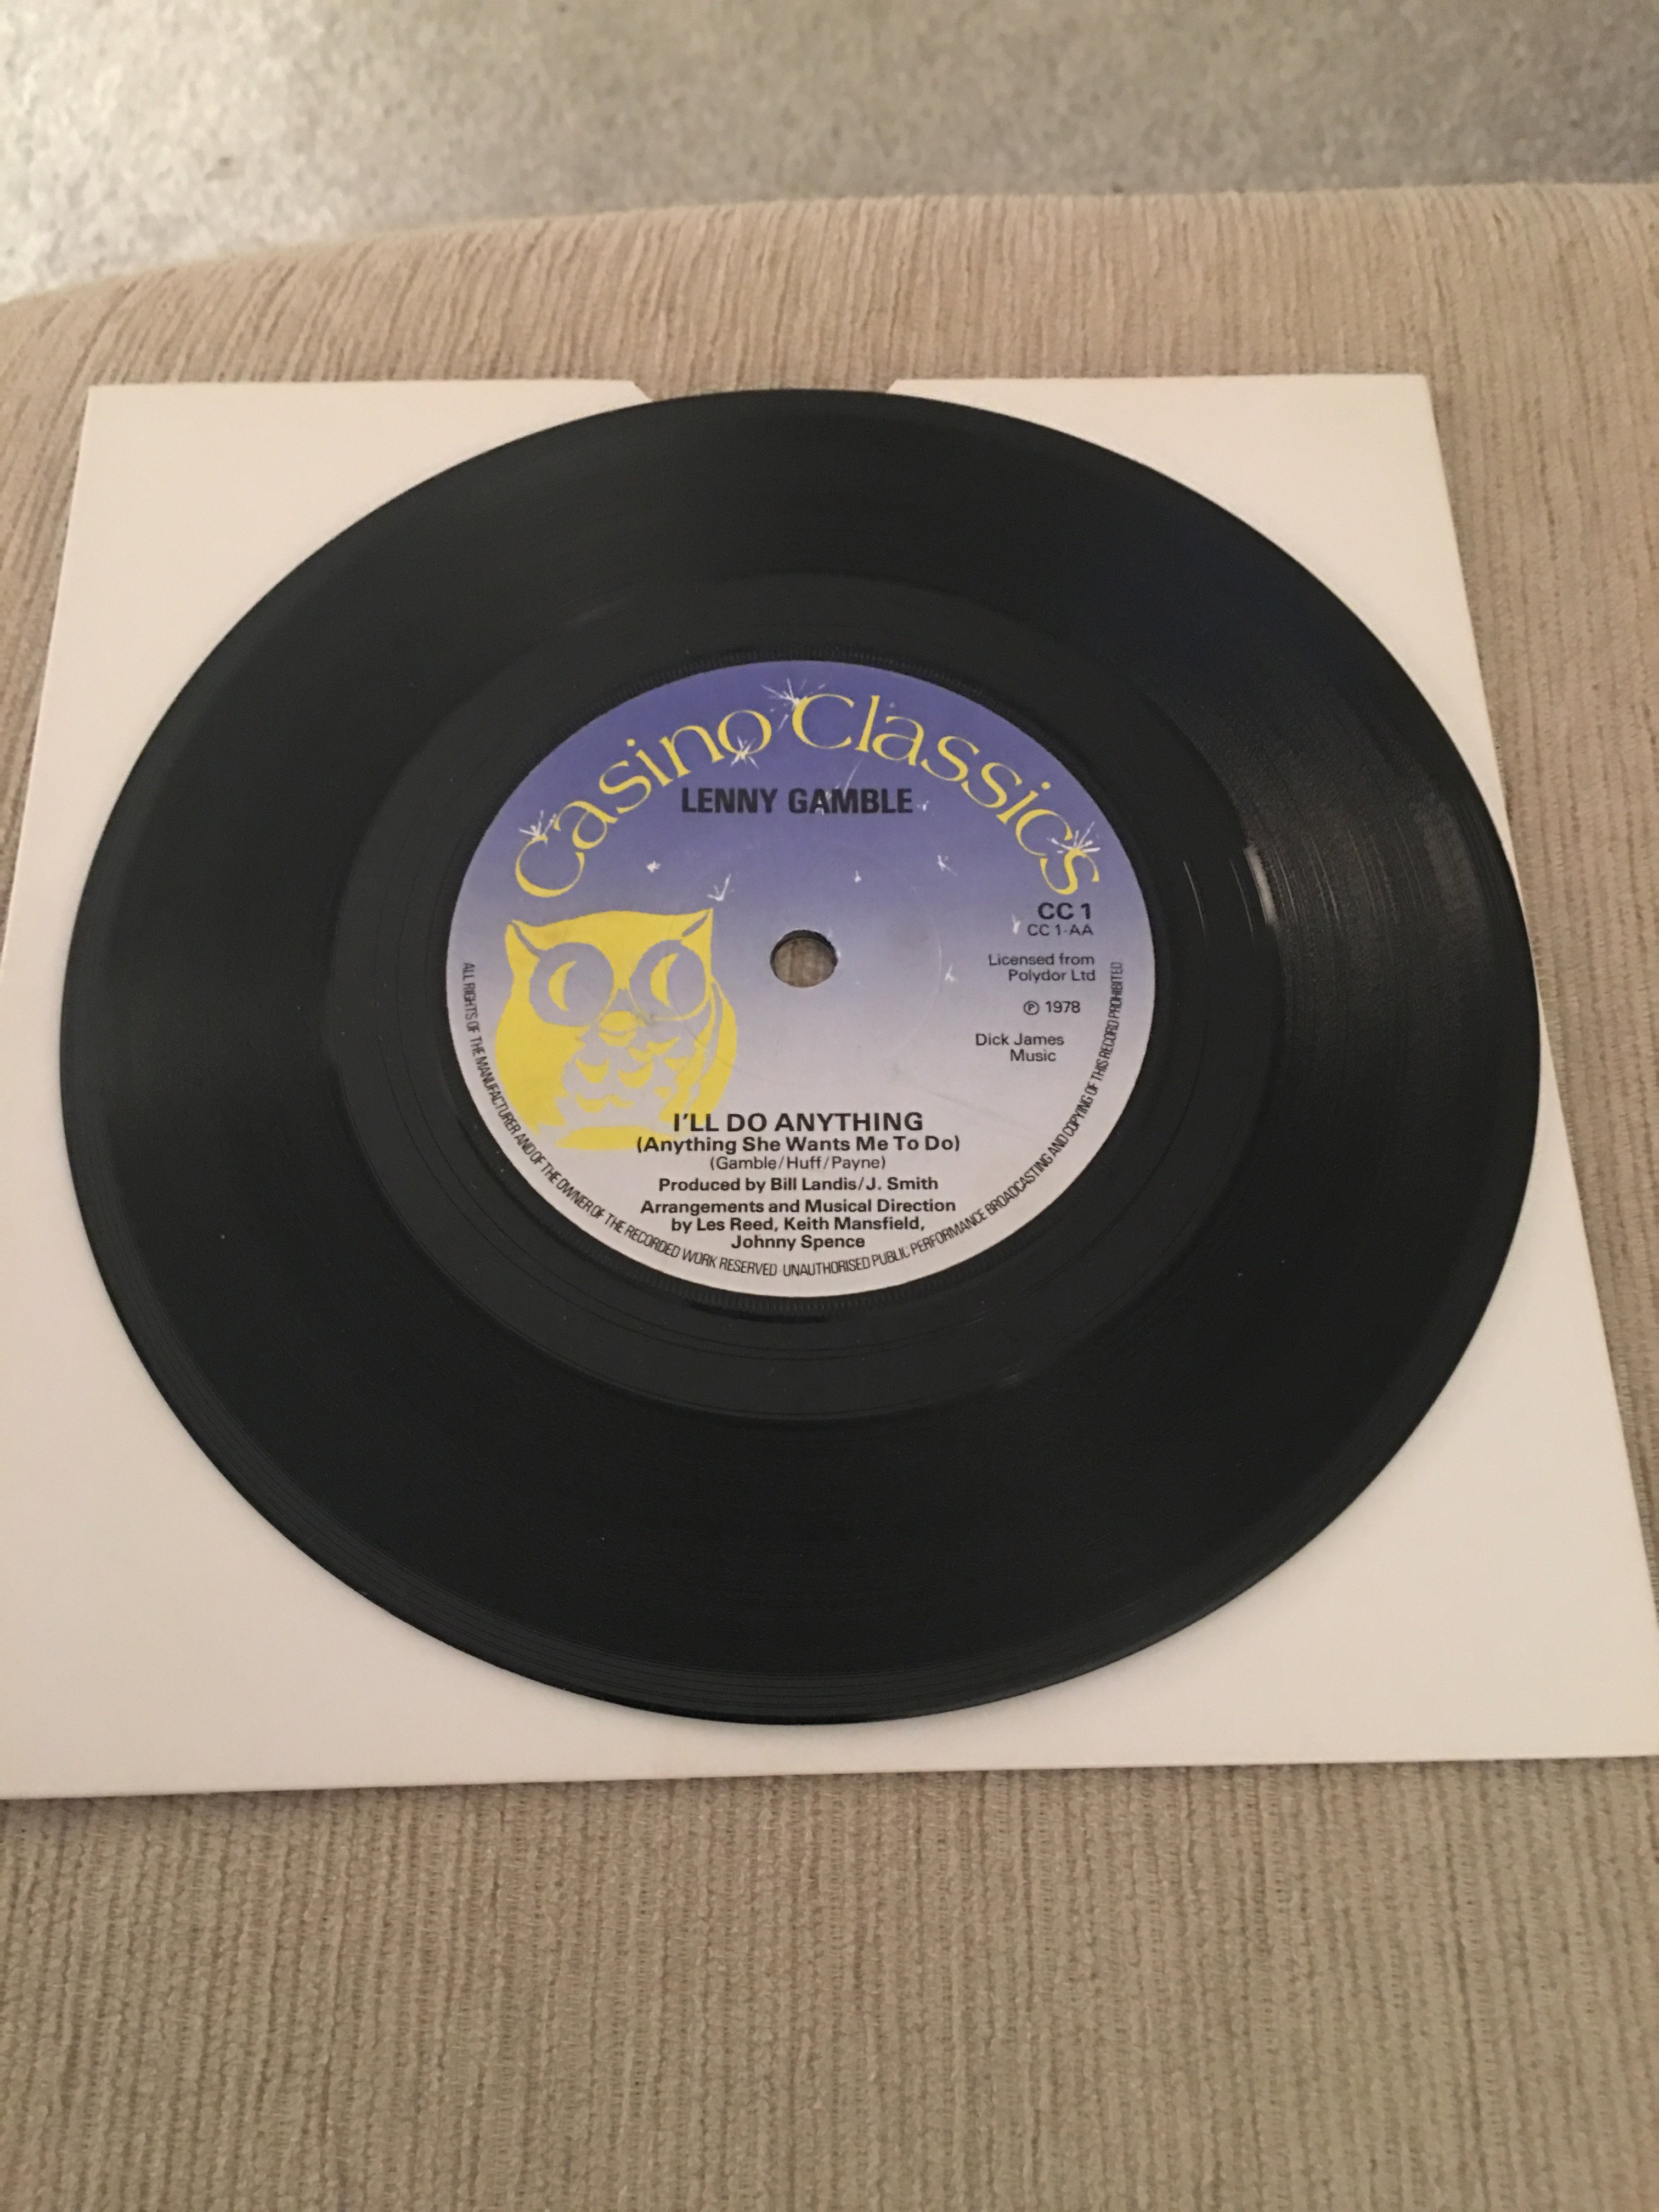 Casino Classics
LENNY GAMBLE
CC 1
CC 1-AA
Licensed from
Polydor Ltd
℗ 1978
Dick James
Music
I'LL DO ANYTHING
(Anything She Wants Me To Do)
(Gamble/Huff/Payne)
Produced by Bill Landis/J. Smith
Arrangements and Musical Direction
by Les Reed, Keith Mansfield,
Johnny Spence
ALL RIGHTS OF THE MANUFACTURER AND OF THE OWNER OF THE RECORDED WORK RESERVED · UNAUTHORISED PUBLIC PERFORMANCE BROADCASTING AND COPYING OF THIS RECORD PROHIBITED